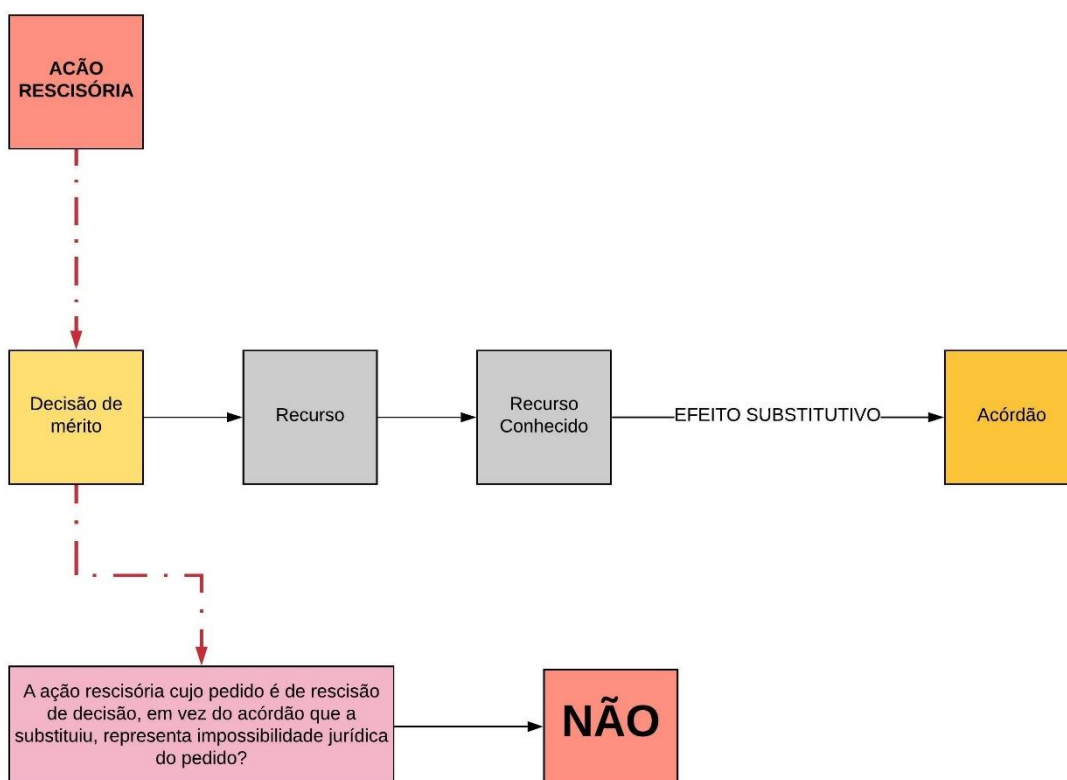 ACÃO
RESCISÓRIA
Decisão de
mérito
Recurso
Recurso
Conhecido
EFEITO SUBSTITUTIVO
Acórdão
A ação rescisória cujo pedido é de rescisão
de decisão, em vez do acórdão que a
substituiu, representa impossibilidade jurídica
do pedido?
NÃO